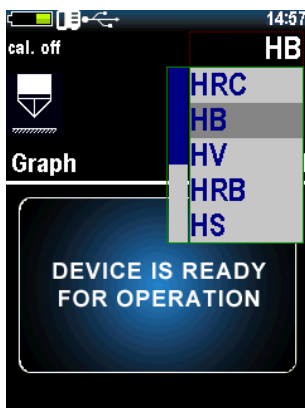 14:57
cal. off
HB
HRC
HB
HV
HRB
HS
Graph
DEVICE IS READY
FOR OPERATION